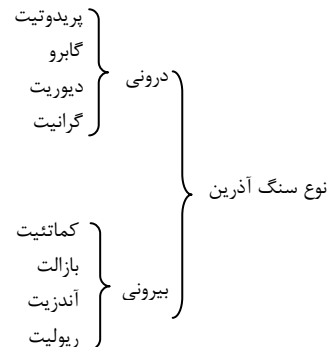 نوع سنگ آذرین
درونی
پریدوتیت
گابرو
دیوریت
گرانیت
بیرونی
کماتئیت
بازالت
آندزیت
ریولیت